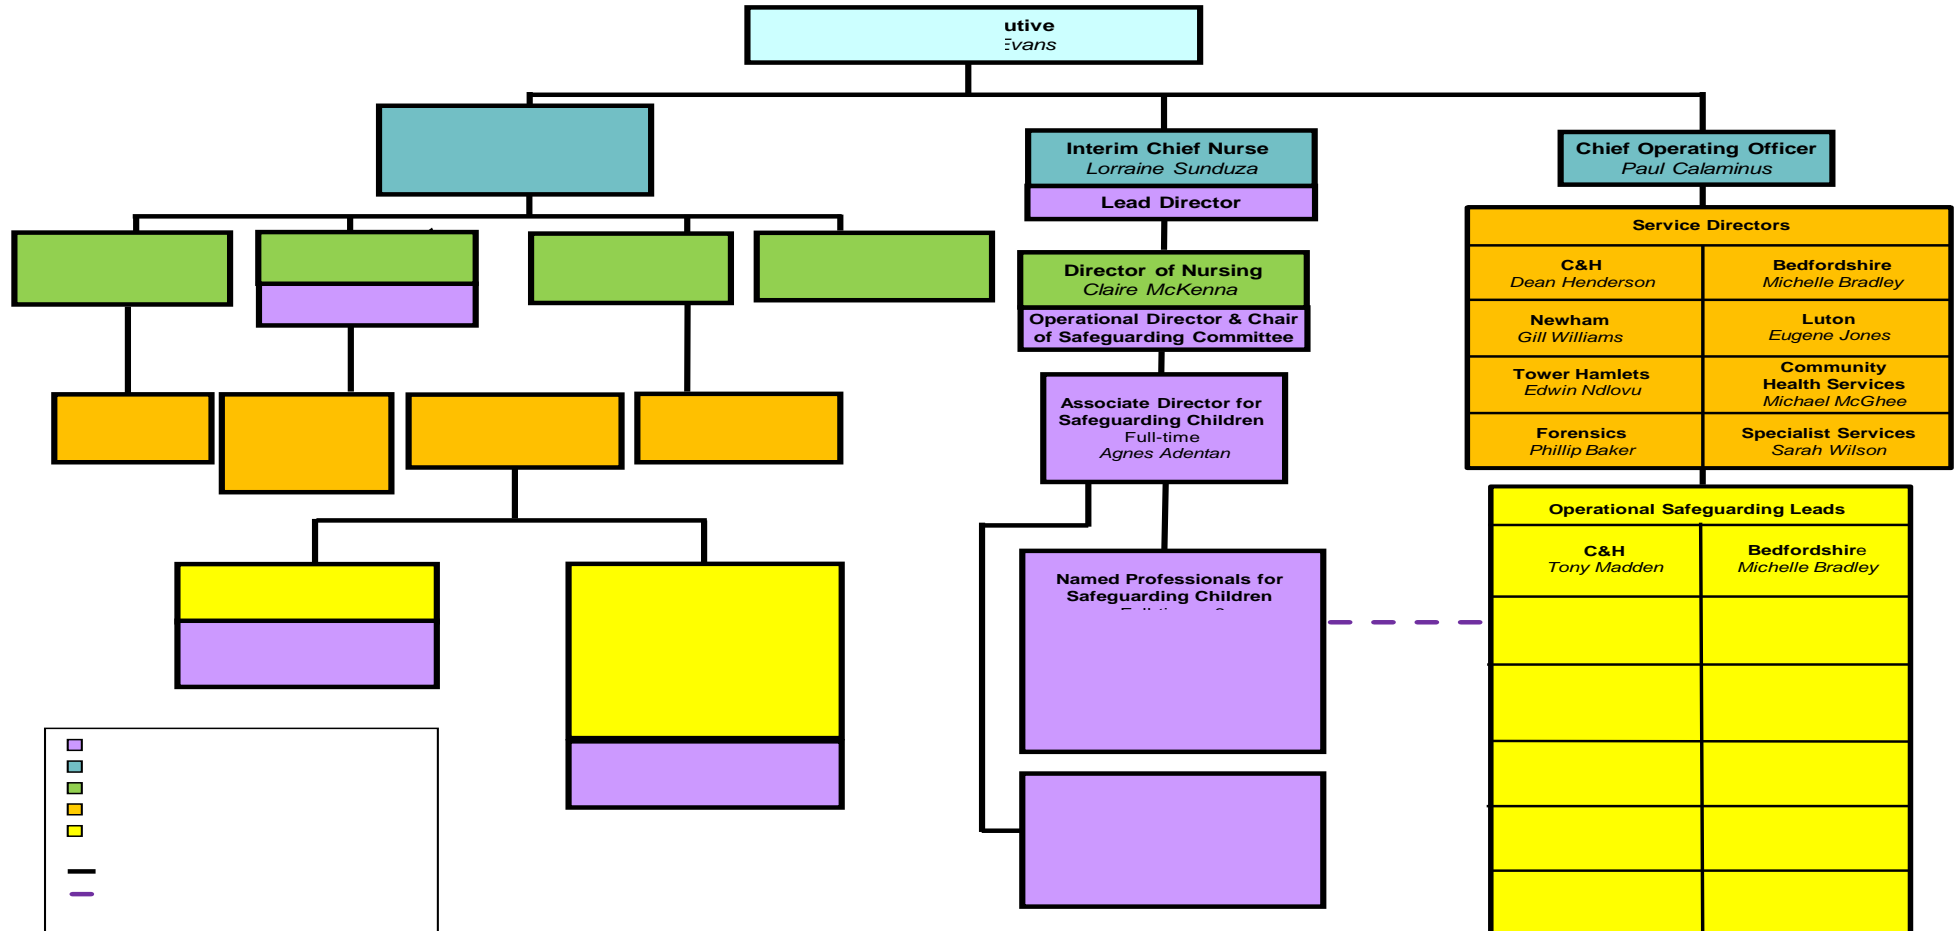 utive
Evans
Interim Chief Nurse
Lorraine Sunduza
Lead Director
Chief Operating Officer
Paul Calaminus
Director of Nursing
Claire McKenna
Operational Director & Chair
of Safeguarding Committee
Associate Director for
Safeguarding Children
Full-time
Agnes Adentan
Named Professionals for
Safeguarding Children
Service Directors
C&H
Dean Henderson
Bedfordshire
Michelle Bradley
Newham
Gill Williams
Luton
Eugene Jones
Tower Hamlets
Edwin Ndlovu
Community
Health Services
Michael McGhee
Forensics
Phillip Baker
Specialist Services
Sarah Wilson
Operational Safeguarding Leads
C&H
Tony Madden
Bedfordshire
Michelle Bradley